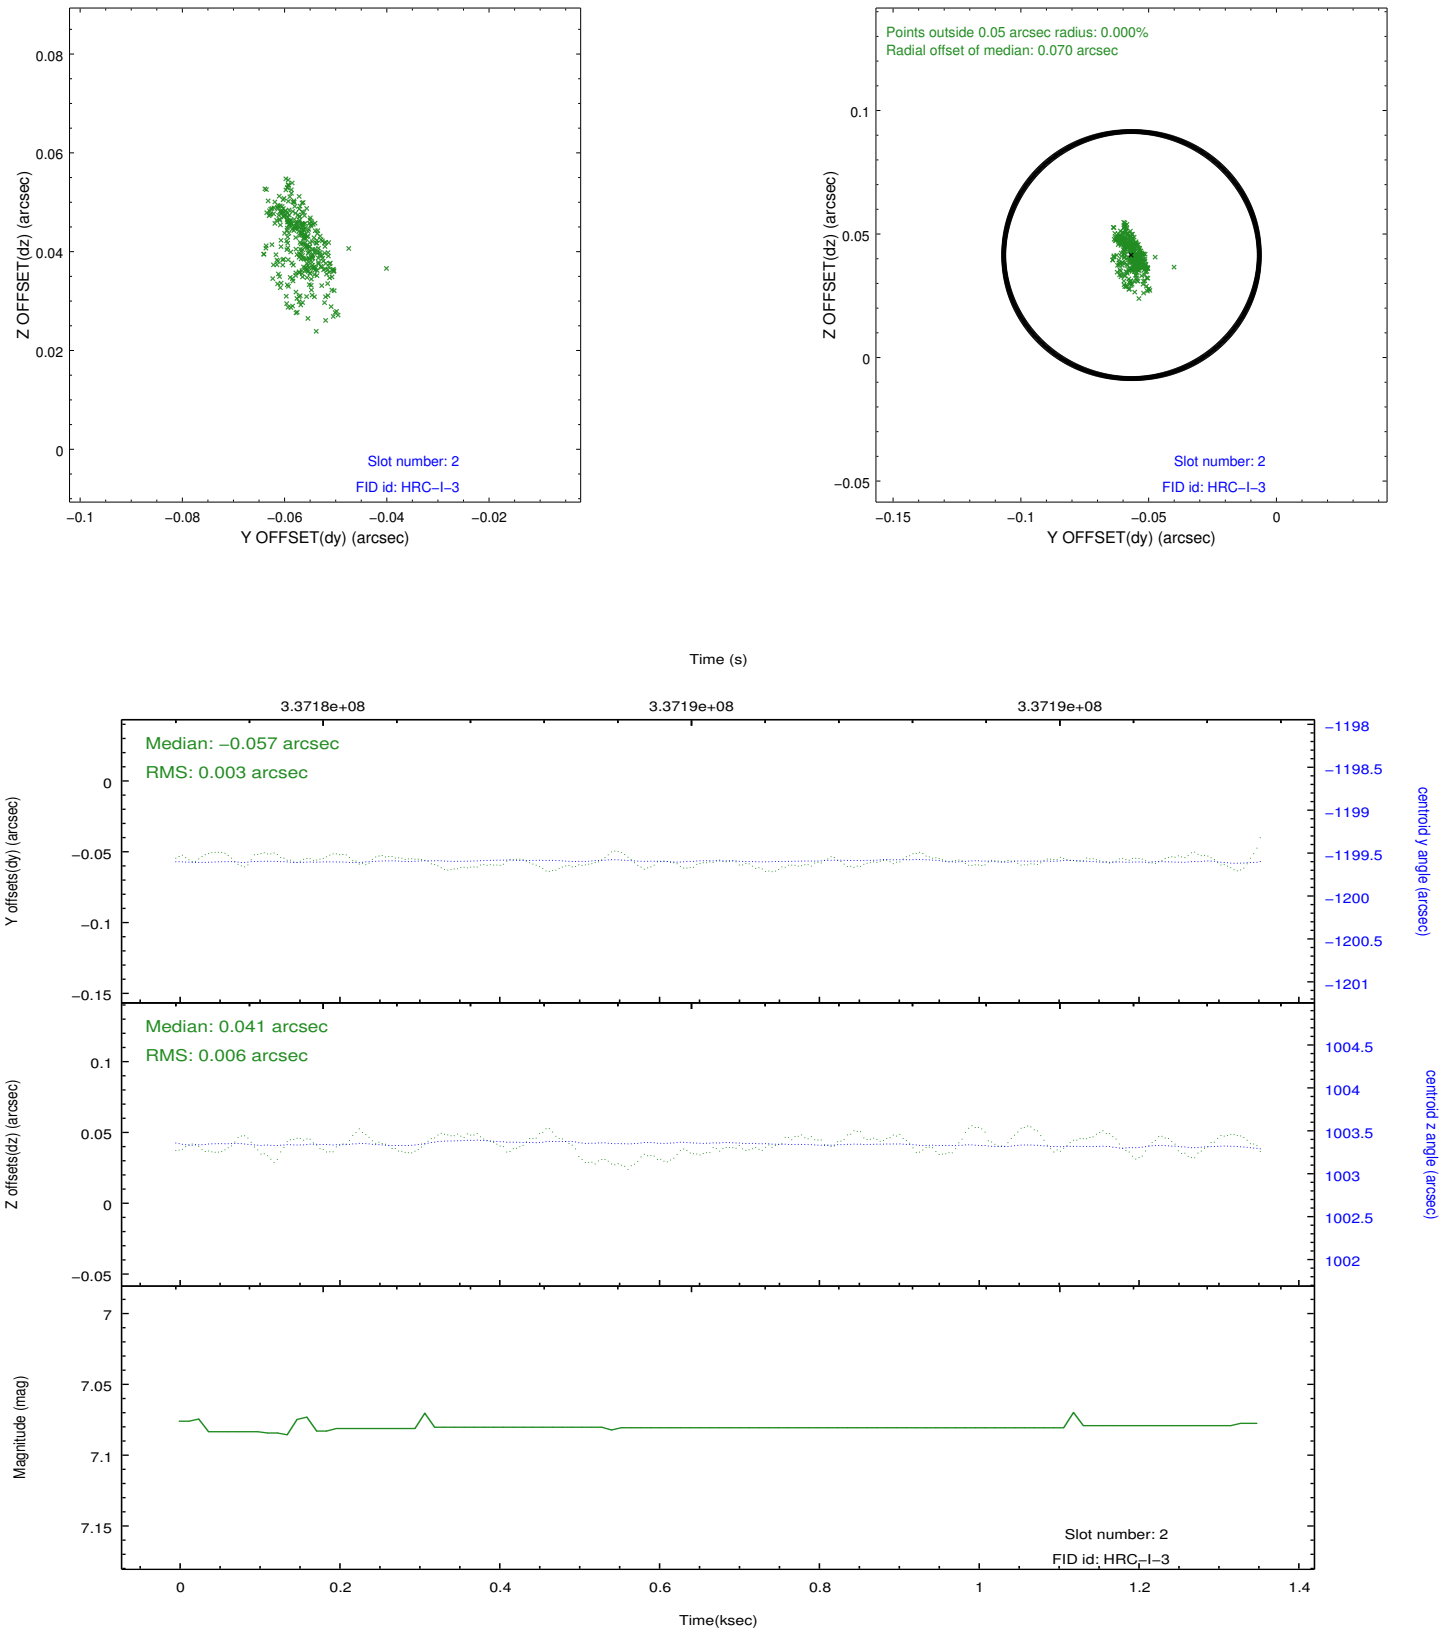 0.08
0.06
0.04
0.02
0
Z OFFSET(dz) (arcsec)
Slot number: 2
FID id: HRC−I−3
−0.1
−0.08
−0.06
−0.04
−0.02
Y OFFSET(dy) (arcsec)
Points outside 0.05 arcsec radius: 0.000%
Radial offset of median: 0.070 arcsec
0.1
0.05
0
−0.05
Z OFFSET(dz) (arcsec)
Slot number: 2
FID id: HRC−I−3
−0.15
−0.1
−0.05
0
Y OFFSET(dy) (arcsec)
Time (s)
3.3718e+08
3.3719e+08
3.3719e+08
Median: −0.057 arcsec
RMS: 0.003 arcsec
0
−0.05
−0.1
−0.15
Y offsets(dy) (arcsec)
−1198
−1198.5
−1199
−1199.5
−1200
−1200.5
−1201
centroid y angle (arcsec)
Median: 0.041 arcsec
RMS: 0.006 arcsec
0.1
0.05
0
−0.05
Z offsets(dz) (arcsec)
1004.5
1004
1003.5
1003
1002.5
1002
centroid z angle (arcsec)
7
7.05
7.1
7.15
Magnitude (mag)
Slot number: 2
FID id: HRC−I−3
0
0.2
0.4
0.6
0.8
1
1.2
1.4
Time(ksec)